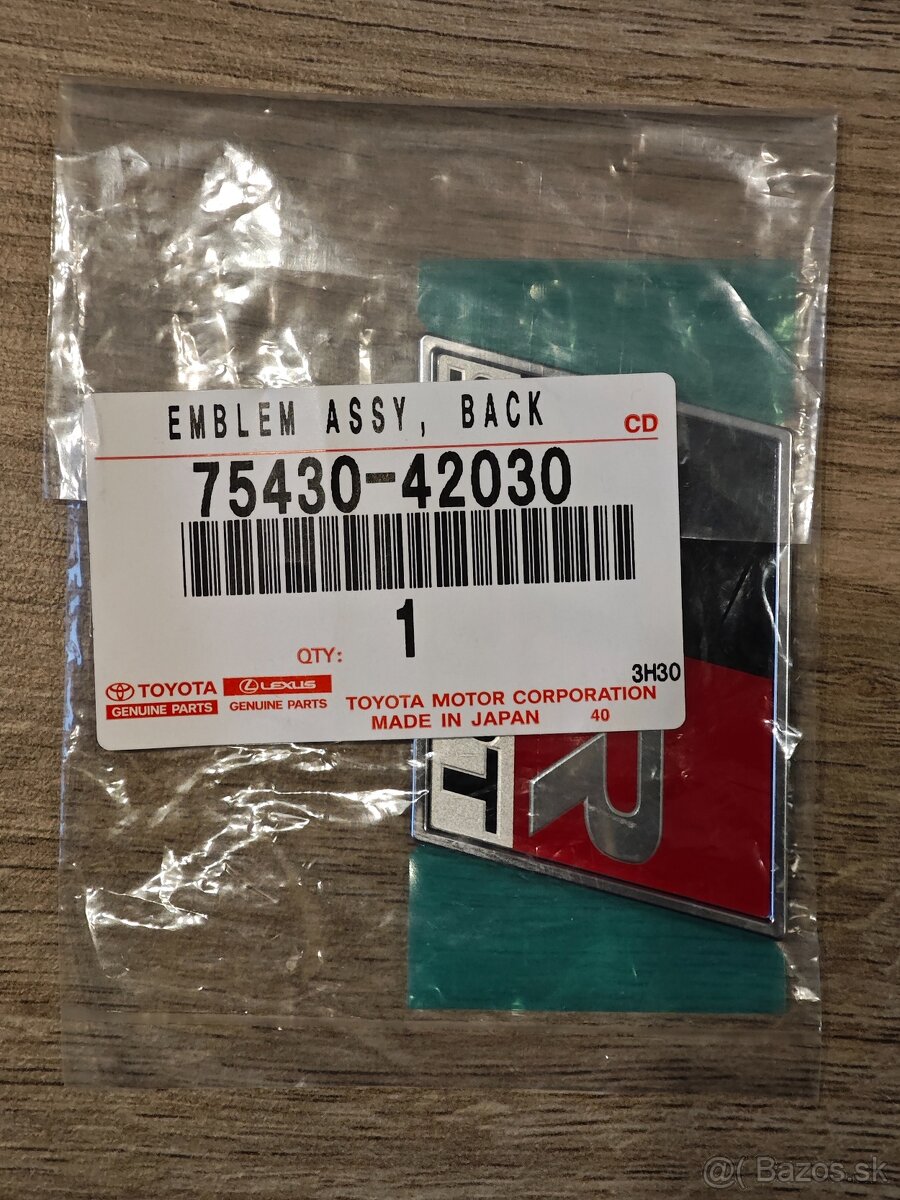 EMBLEM ASSY, BACK
CD
75430-42030
1
QTY:
3H30
TOYOTA
GENUINE PARTS
LEXUS
GENUINE PARTS
TOYOTA MOTOR CORPORATION
MADE IN JAPAN 40
R
@( Bazos.sk